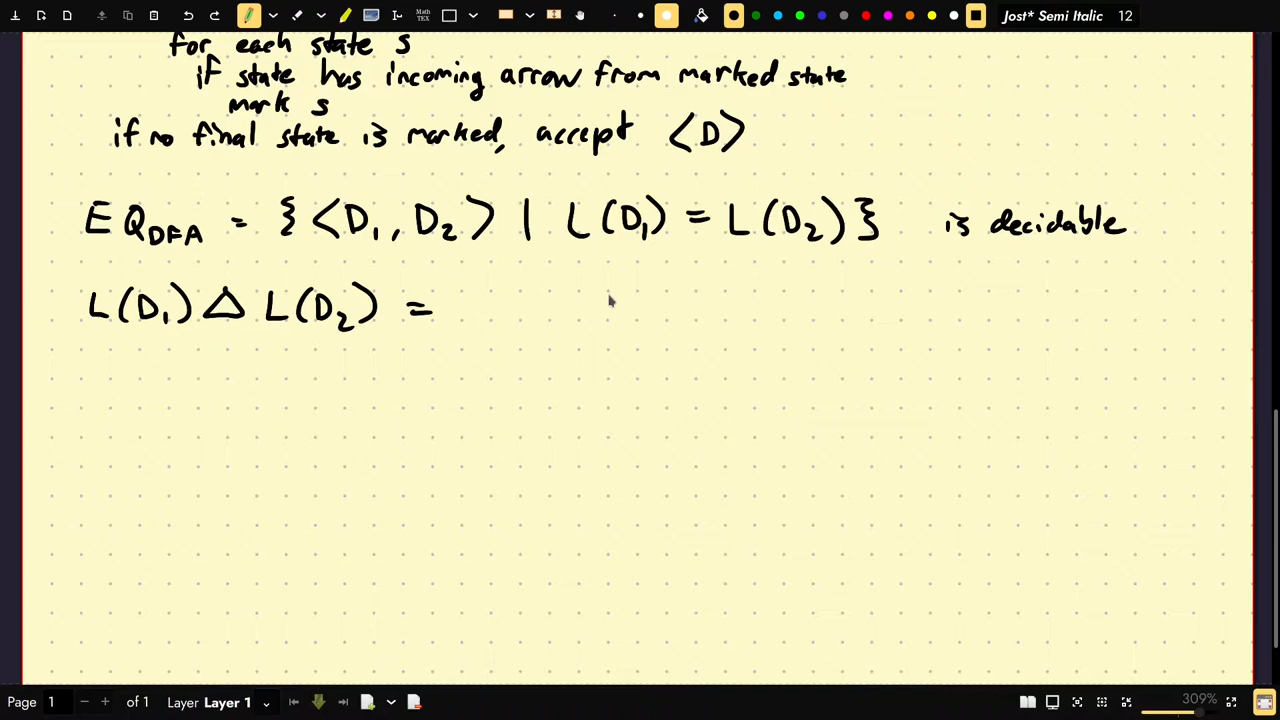 Math
TEX
Jost* Semi Italic 12
for each state s
if state has incoming arrow from marked state
mark s
if no final state is marked, accept <D>
EQ_DFA = {<D₁, D₂> | L(D₁) = L(D₂)} is decidable
L(D₁) △ L(D₂) =
Page 1 of 1 Layer Layer 1 309%